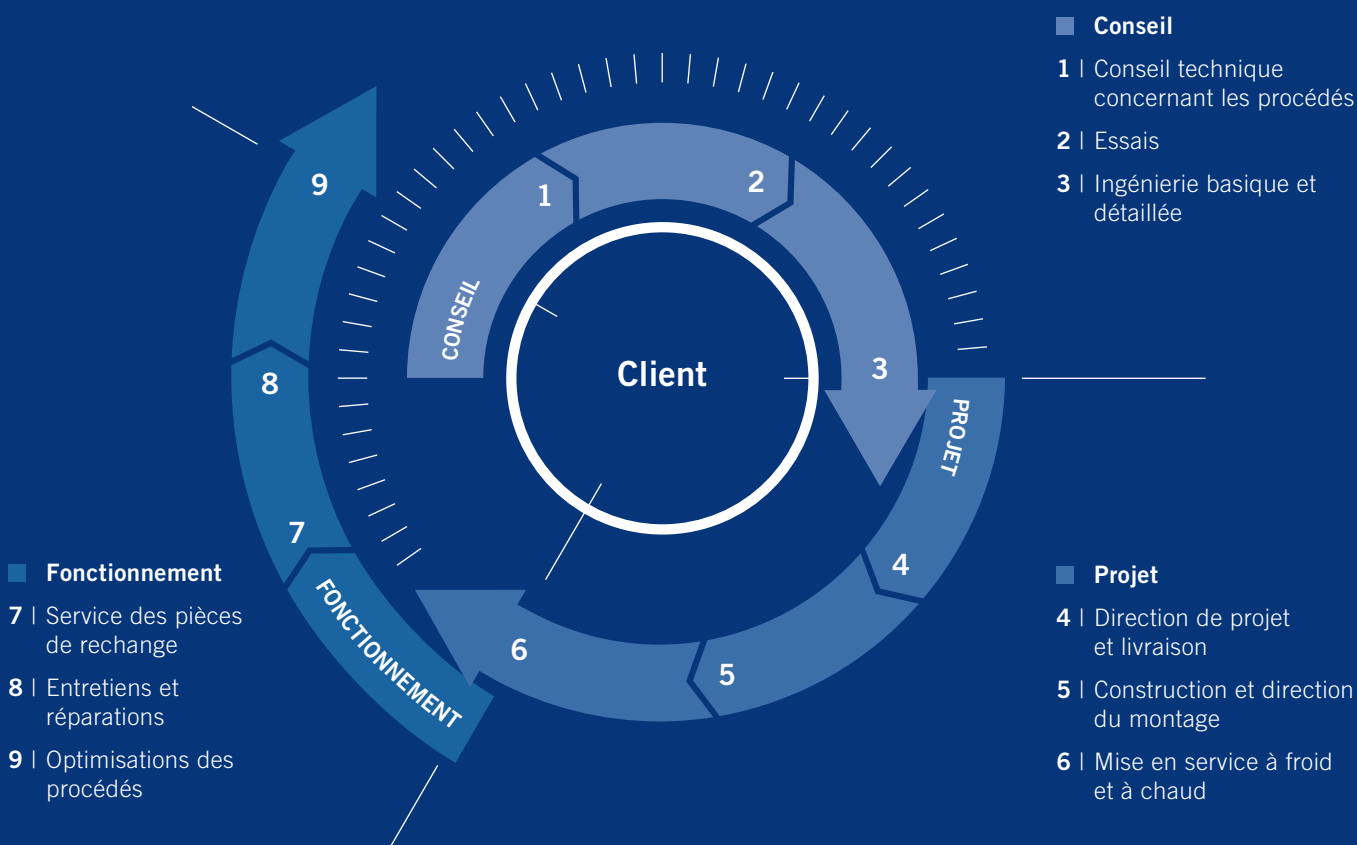 Conseil
1 | Conseil technique
concernant les procédés
2 | Essais
3 | Ingénierie basique et
détaillée
9
1
2
CONSEIL
Client
3
8
PROJET
7
4
FONCTIONNEMENT
6
5
Fonctionnement
7 | Service des pièces
de rechange
8 | Entretiens et
réparations
9 | Optimisations des
procédés
Projet
4 | Direction de projet
et livraison
5 | Construction et direction
du montage
6 | Mise en service à froid
et à chaud